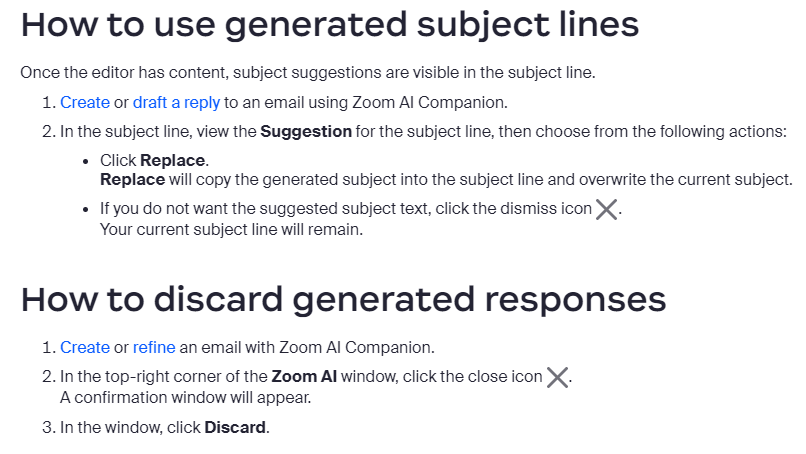 How to use generated subject lines
Once the editor has content, subject suggestions are visible in the subject line.
1. Create or draft a reply to an email using Zoom AI Companion.
2. In the subject line, view the Suggestion for the subject line, then choose from the following actions:
• Click Replace.
Replace will copy the generated subject into the subject line and overwrite the current subject.
• If you do not want the suggested subject text, click the dismiss icon.
Your current subject line will remain.
How to discard generated responses
1. Create or refine an email with Zoom AI Companion.
2. In the top-right corner of the Zoom AI window, click the close icon.
A confirmation window will appear.
3. In the window, click Discard.